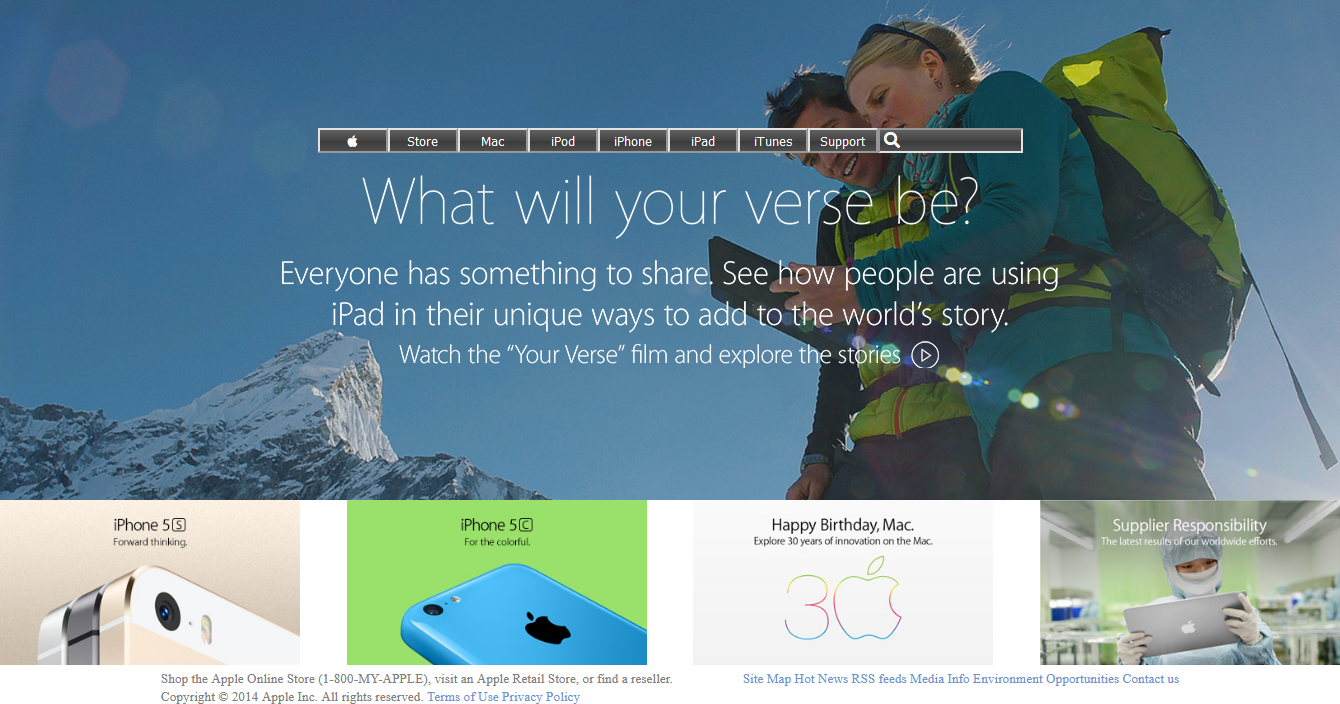 Store Mac iPod iPhone iPad iTunes Support
What will your verse be?
Everyone has something to share. See how people are using
iPad in their unique ways to add to the world's story.
Watch the “Your Verse” film and explore the stories
iPhone 5S
Forward thinking.
iPhone 5C
For the colorful.
Happy Birthday, Mac.
Explore 30 years of innovation on the Mac.
30
Supplier Responsibility
The latest results of our worldwide efforts.
Shop the Apple Online Store (1-800-MY-APPLE), visit an Apple Retail Store, or find a reseller.
Copyright © 2014 Apple Inc. All rights reserved. Terms of Use Privacy Policy
Site Map Hot News RSS feeds Media Info Environment Opportunities Contact us